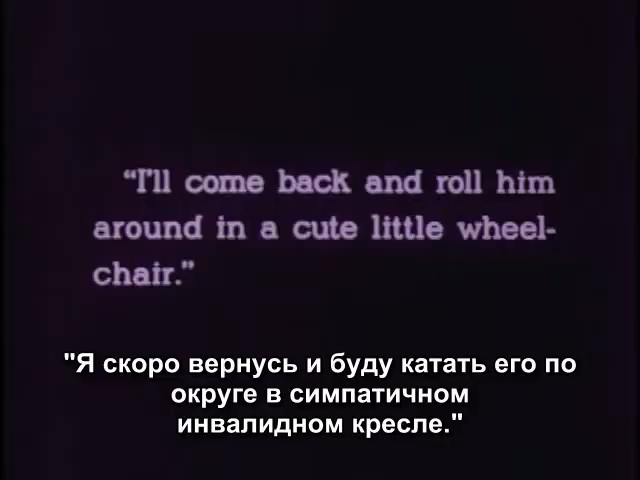 “I'll come back and roll him
around in a cute little wheel-
chair.”
"Я скоро вернусь и буду катать его по
округе в симпатичном
инвалидном кресле."